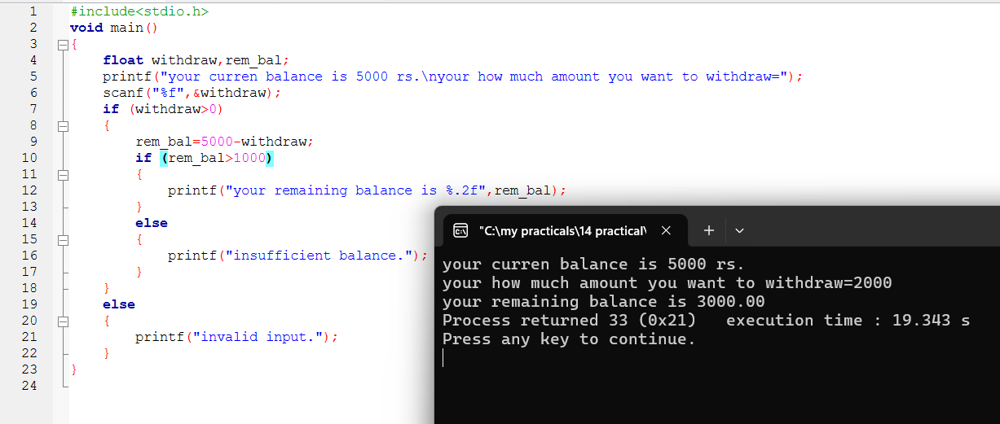 1 #include<stdio.h>
2 void main()
3 {
4 float withdraw,rem_bal;
5 printf("your curren balance is 5000 rs.\nyour how much amount you want to withdraw=");
6 scanf("%f",&withdraw);
7 if (withdraw>0)
8 {
9 rem_bal=5000-withdraw;
10 if (rem_bal>1000)
11 {
12 printf("your remaining balance is %.2f",rem_bal);
13 }
14 else
15 {
16 printf("insufficient balance.");
17 }
18 }
19 else
20 {
21 printf("invalid input.");
22 }
23 }
24
"C:\my practicals\14 practical\
your curren balance is 5000 rs.
your how much amount you want to withdraw=2000
your remaining balance is 3000.00
Process returned 33 (0x21) execution time : 19.343 s
Press any key to continue.